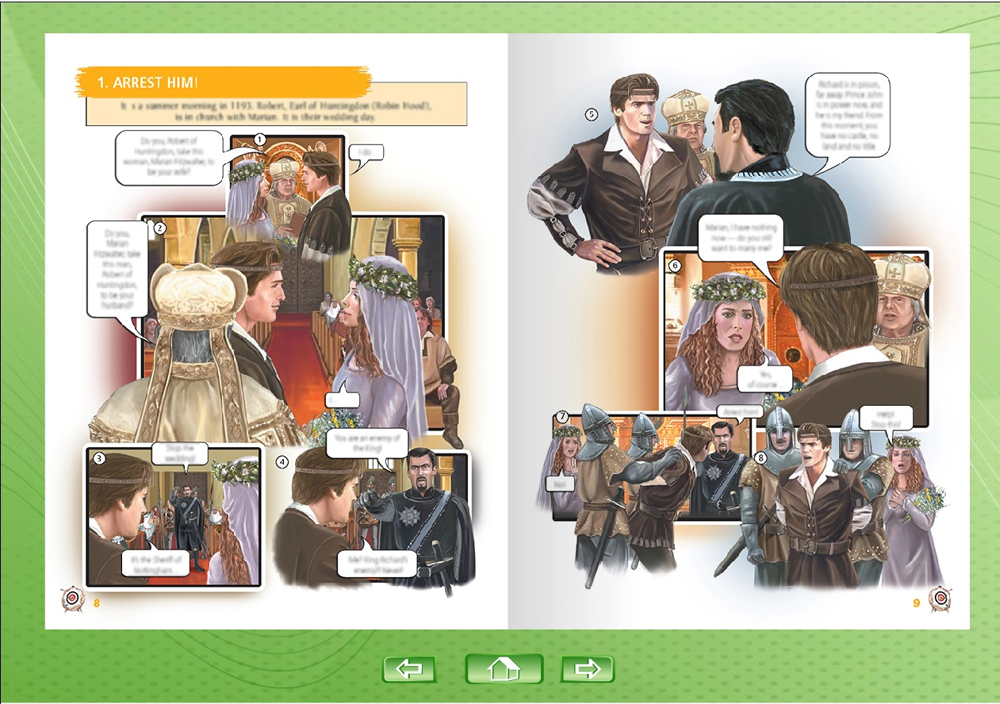 1. ARREST HIM!
It is a summer morning in 1193. Robert, Earl of Huntingdon (Robin Hood),
is in church with Marian. It is their wedding day.
1
Do you, Robert of
Huntingdon, take this
woman, Marian Fitzwalter, to
be your wife?
I do.
2
Do you,
Marian
Fitzwalter, take
this man,
Robert of
Huntingdon,
to be your
husband?
I...
3
Stop the
wedding!
It's the Sheriff of
Nottingham...
4
You are an enemy of
the King!
Me? King Richard's
enemy? Never!
8
5
Richard is in prison,
far away. Prince John
is in power now, and
he is my friend. From
this moment, you
have no castle, no
land and no title.
6
Marian, I have nothing
now — do you still
want to marry me?
Yes,
of course...
7
Arrest him!
No!
8
Help!
Stop this!
9